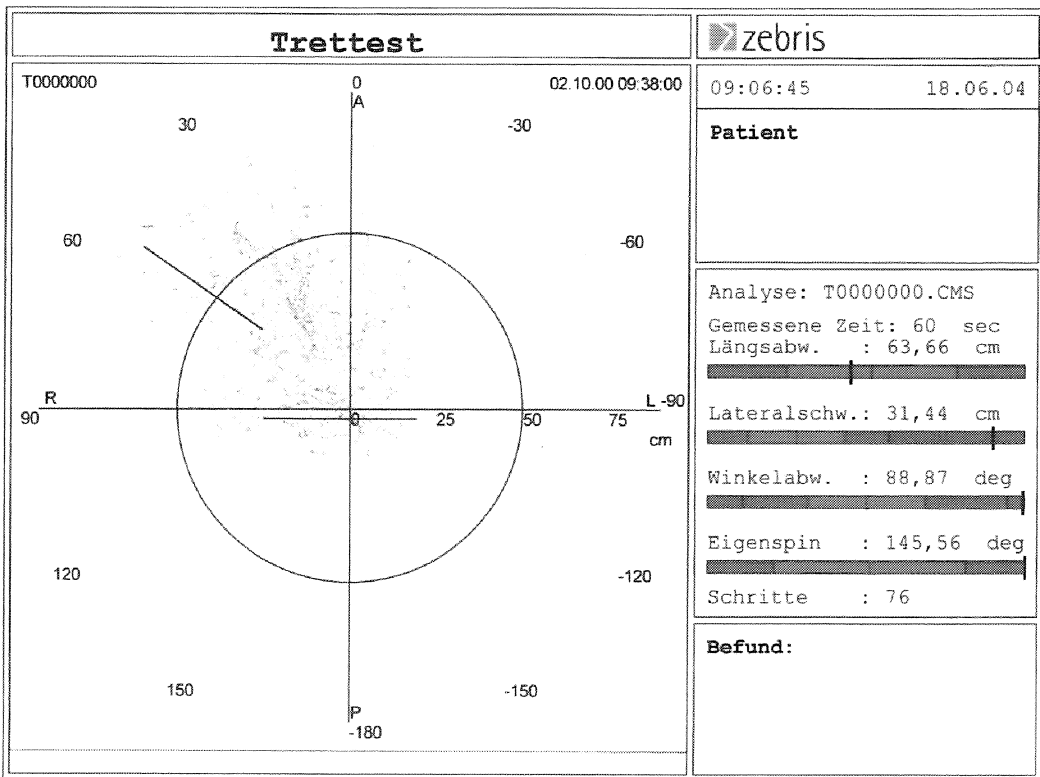 Trettest
zebris
T0000000
0
02.10.00 09:38:00
A
30
-30
60
-60
R
90
L -90
0
25
50
75
cm
120
-120
150
-150
P
-180
09:06:45 18.06.04
Patient
Analyse: T0000000.CMS
Gemessene Zeit: 60 sec
Längsabw. : 63,66 cm
Lateralschw.: 31,44 cm
Winkelabw. : 88,87 deg
Eigenspin : 145,56 deg
Schritte : 76
Befund: